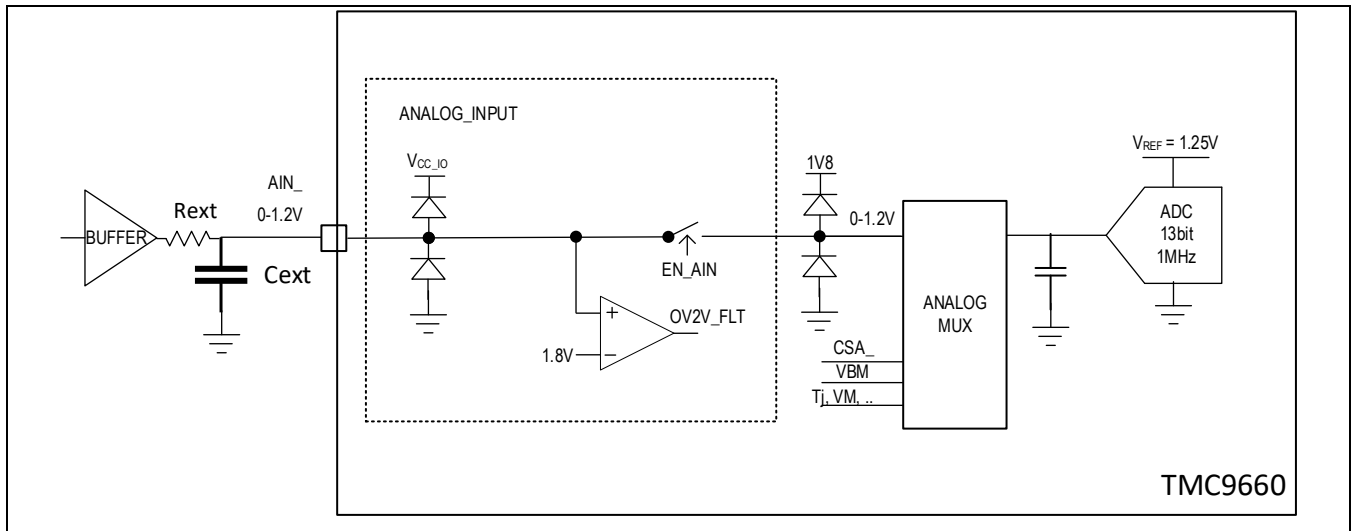 ANALOG_INPUT
VCC_IO
AIN_
0-1.2V
Rext
BUFFER
Cext
EN_AIN
OV2V_FLT
+
1.8V
−
1V8
0-1.2V
ANALOG
MUX
CSA_
VBM
Tj, VM, ..
VREF = 1.25V
ADC
13bit
1MHz
TMC9660